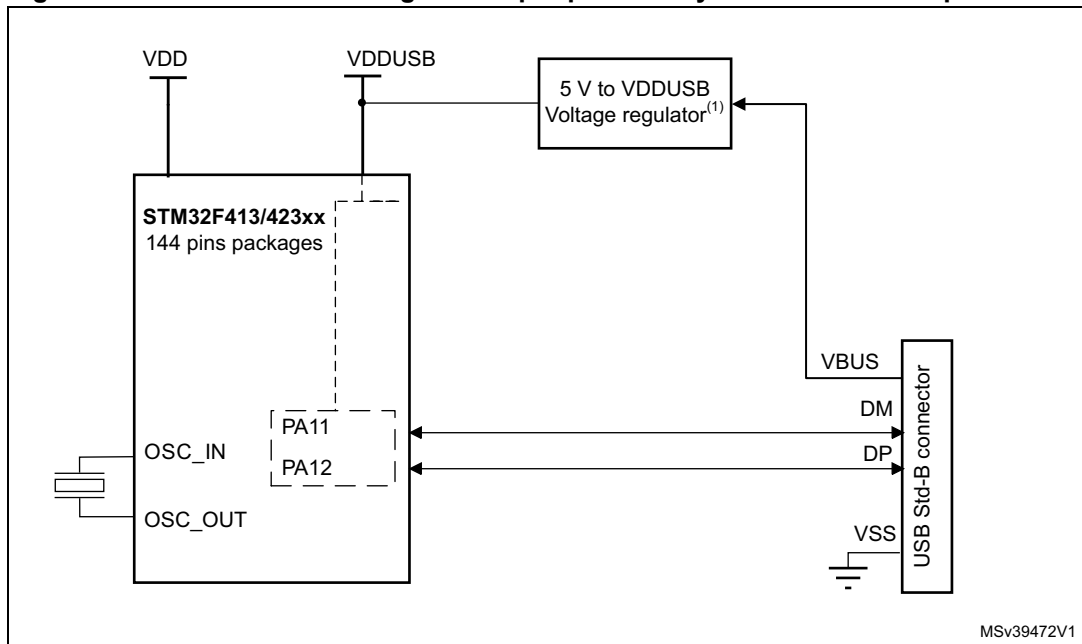 VDD
VDDUSB
5 V to VDDUSB
Voltage regulator(1)
STM32F413/423xx
144 pins packages
VBUS
DM
PA11
OSC_IN
DP
PA12
OSC_OUT
VSS
USB Std-B connector
MSv39472V1